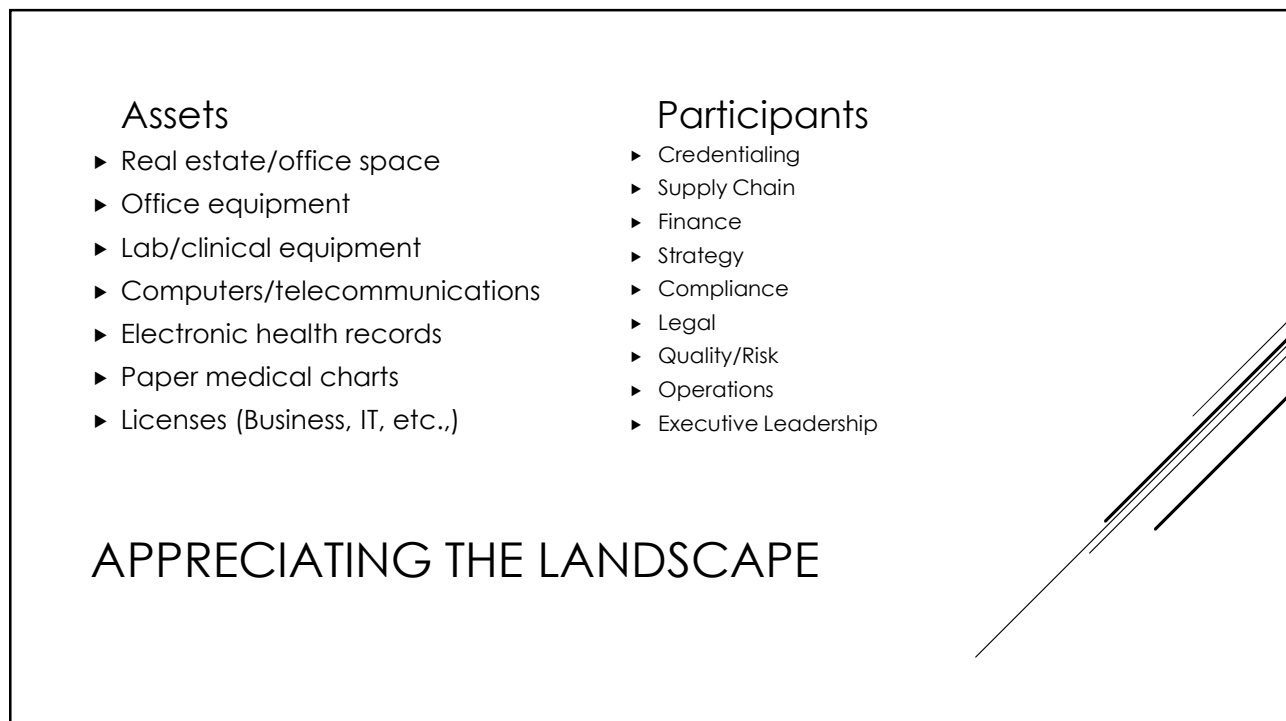 Assets
▶ Real estate/office space
▶ Office equipment
▶ Lab/clinical equipment
▶ Computers/telecommunications
▶ Electronic health records
▶ Paper medical charts
▶ Licenses (Business, IT, etc.,)
Participants
▶ Credentialing
▶ Supply Chain
▶ Finance
▶ Strategy
▶ Compliance
▶ Legal
▶ Quality/Risk
▶ Operations
▶ Executive Leadership
APPRECIATING THE LANDSCAPE